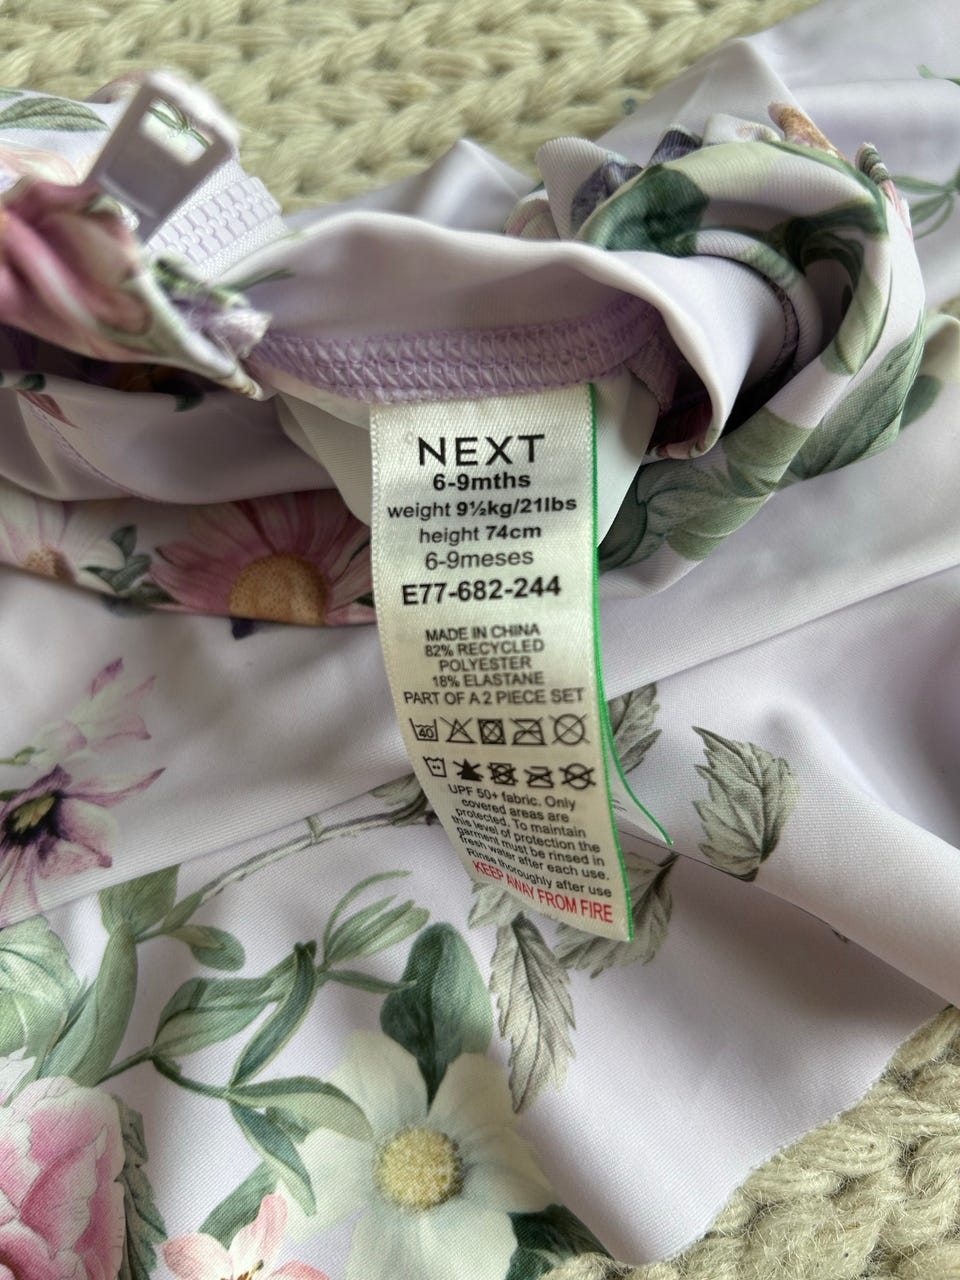 NEXT
6-9mths
weight 9½kg/21lbs
height 74cm
6-9meses
E77-682-244
MADE IN CHINA
82% RECYCLED
POLYESTER
18% ELASTANE
PART OF A 2 PIECE SET
40
UPF 50+ fabric. Only
covered areas are
protected. To maintain
this level of protection the
garment must be rinsed in
fresh water after each use.
Rinse thoroughly after use
KEEP AWAY FROM FIRE